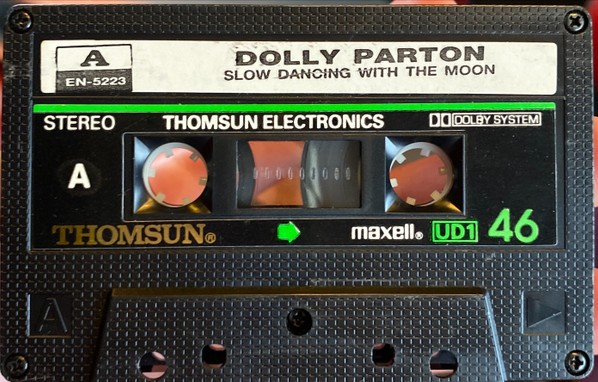 A
EN-5223
DOLLY PARTON
SLOW DANCING WITH THE MOON
STEREO THOMSUN ELECTRONICS DOLBY SYSTEM
A
THOMSUN® maxell® UD1 46
A